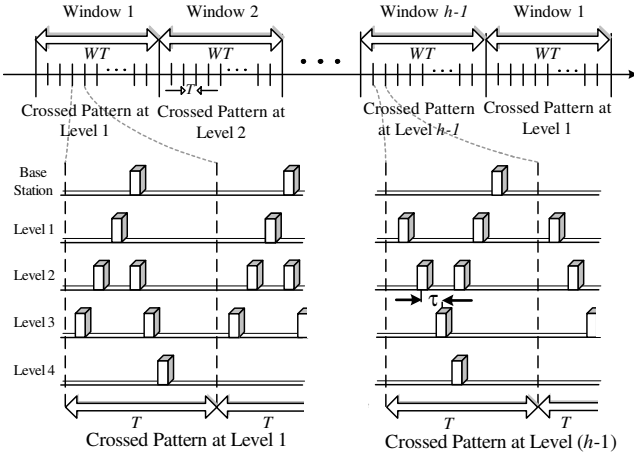 Window 1 Window 2 Window h-1 Window 1
WT WT WT WT
... ... ... ... ...
T
Crossed Pattern at Level 1
Crossed Pattern at Level 2
Crossed Pattern at Level h-1
Crossed Pattern at Level 1
Base Station
Level 1
Level 2
τ
Level 3
Level 4
T T T T
Crossed Pattern at Level 1 Crossed Pattern at Level (h-1)